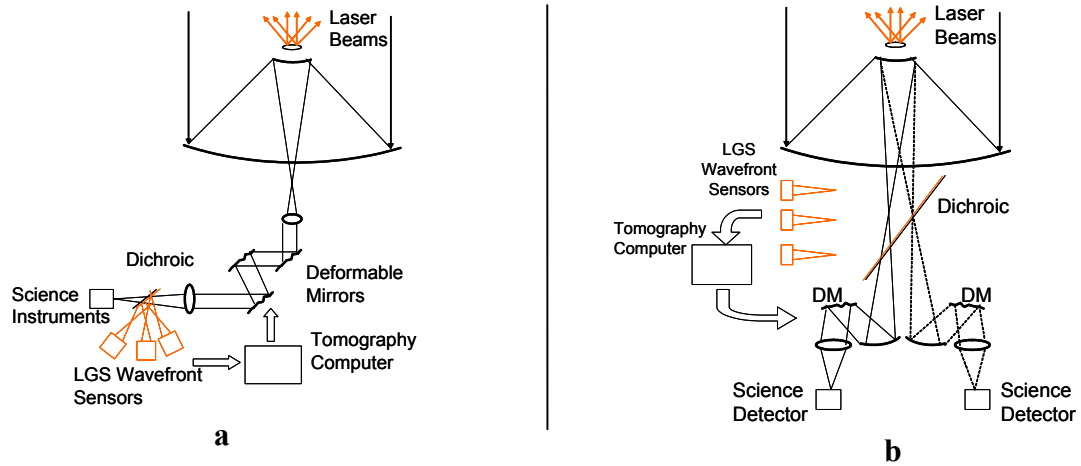 Laser
Beams
Dichroic
Deformable
Mirrors
Science
Instruments
Tomography
Computer
LGS Wavefront
Sensors
a
Laser
Beams
LGS
Wavefront
Sensors
Dichroic
Tomography
Computer
DM
DM
Science
Detector
Science
Detector
b